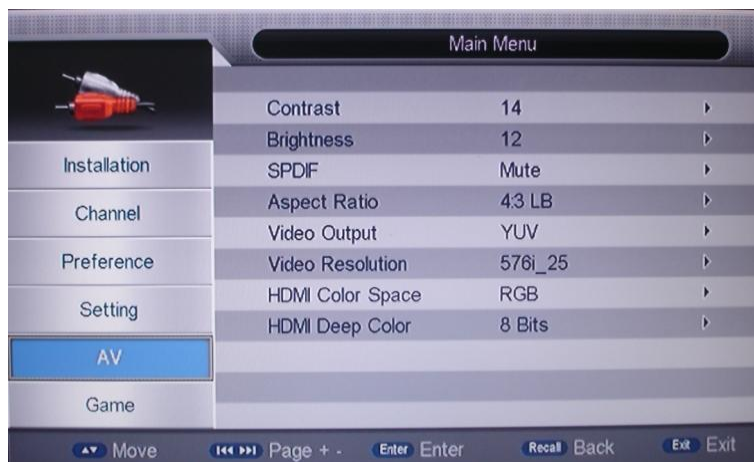 Main Menu
Contrast 14
Brightness 12
SPDIF Mute
Aspect Ratio 4:3 LB
Video Output YUV
Video Resolution 576i_25
HDMI Color Space RGB
HDMI Deep Color 8 Bits
Installation
Channel
Preference
Setting
AV
Game
Move Page + - Enter Enter Recall Back Exit Exit